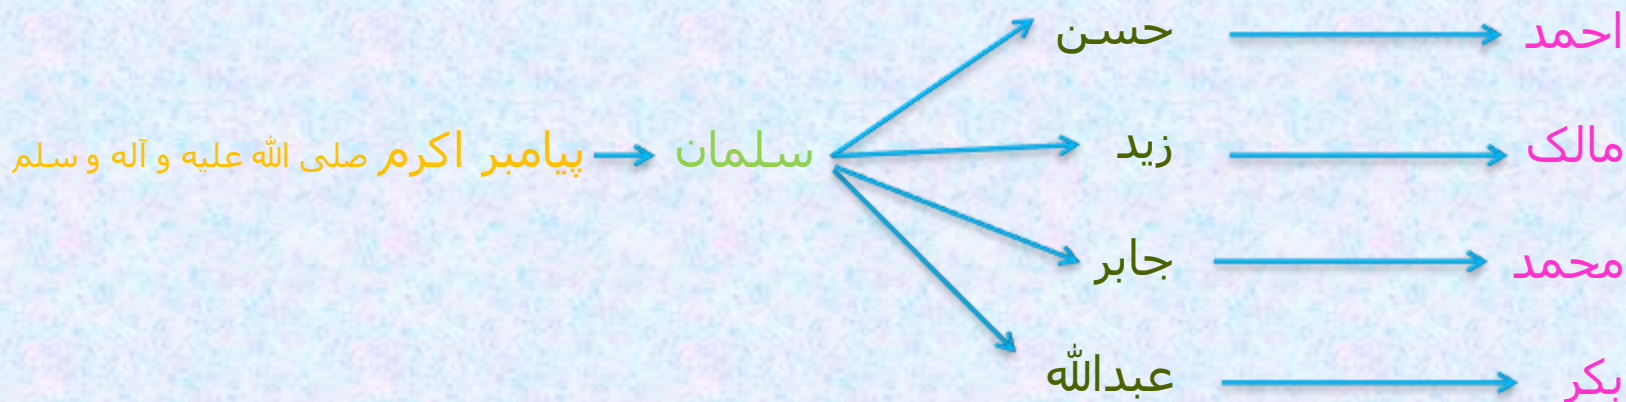 حسن احمد
پیامبر اکرم صلی الله علیه و آله و سلم سلمان زید مالک
جابر محمد
عبدالله بکر